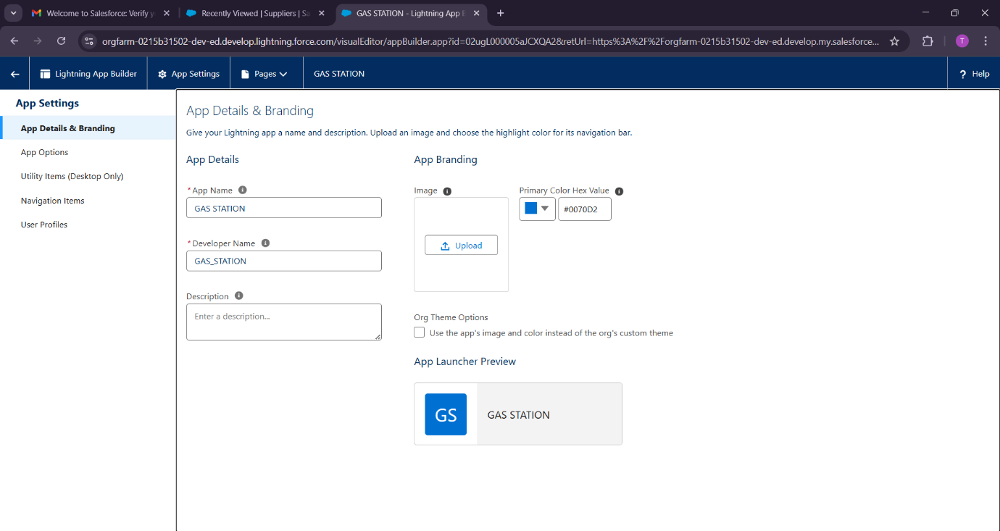 Welcome to Salesforce: Verify y
Recently Viewed | Suppliers | Sa
GAS STATION - Lightning App B
orgfarm-0215b31502-dev-ed.develop.lightning.force.com/visualEditor/appBuilder.app?id=02ugL000005aJCXQA2&retUrl=https%3A%2F%2Forgfarm-0215b31502-dev-ed.develop.my.salesforce...
T
Lightning App Builder
App Settings
Pages
GAS STATION
? Help
App Settings
App Details & Branding
App Options
Utility Items (Desktop Only)
Navigation Items
User Profiles
App Details & Branding
Give your Lightning app a name and description. Upload an image and choose the highlight color for its navigation bar.
App Details
* App Name
GAS STATION
* Developer Name
GAS_STATION
Description
Enter a description...
App Branding
Image
Upload
Primary Color Hex Value
#0070D2
Org Theme Options
Use the app's image and color instead of the org's custom theme
App Launcher Preview
GS
GAS STATION